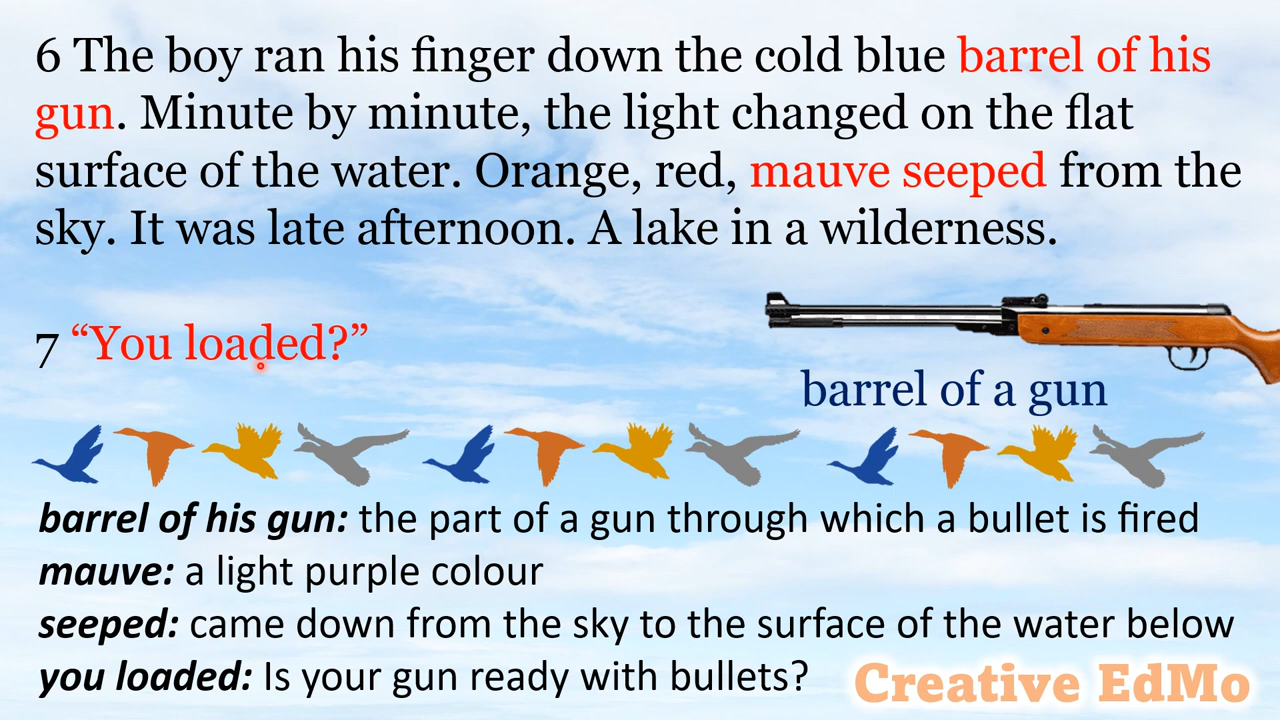 6 The boy ran his finger down the cold blue barrel of his
gun. Minute by minute, the light changed on the flat
surface of the water. Orange, red, mauve seeped from the
sky. It was late afternoon. A lake in a wilderness.
7 “You loaded?”
barrel of a gun
barrel of his gun: the part of a gun through which a bullet is fired
mauve: a light purple colour
seeped: came down from the sky to the surface of the water below
you loaded: Is your gun ready with bullets?
Creative EdMo